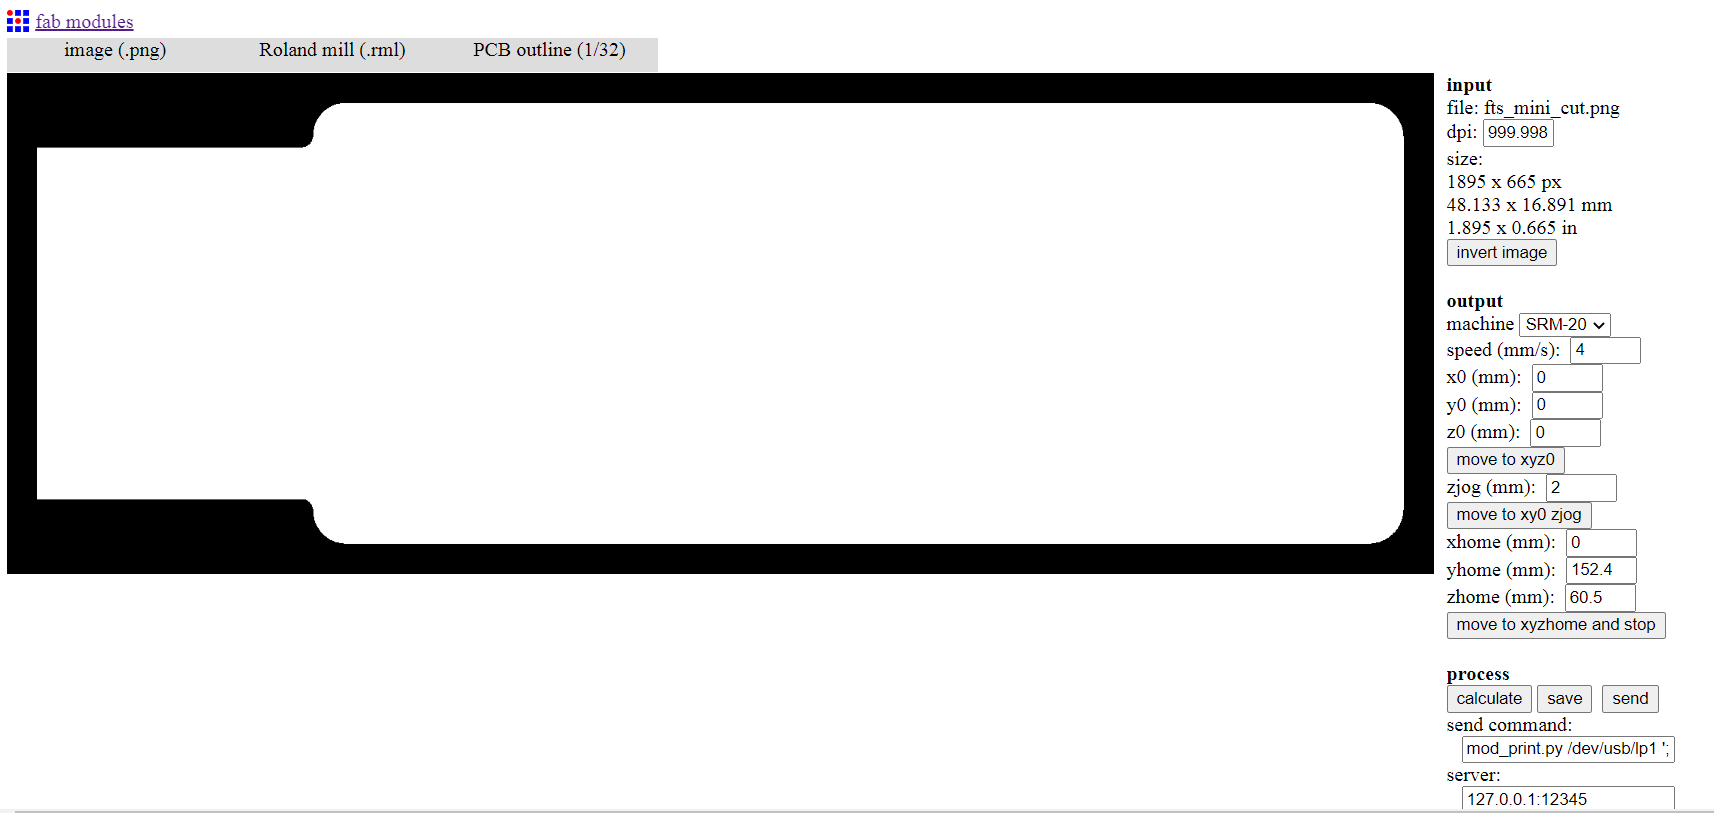 fab modules
image (.png) Roland mill (.rml) PCB outline (1/32)
input
file: fts_mini_cut.png
dpi: 999.998
size:
1895 x 665 px
48.133 x 16.891 mm
1.895 x 0.665 in
invert image
output
machine SRM-20
speed (mm/s): 4
x0 (mm): 0
y0 (mm): 0
z0 (mm): 0
move to xyz0
zjog (mm): 2
move to xy0 zjog
xhome (mm): 0
yhome (mm): 152.4
zhome (mm): 60.5
move to xyzhome and stop
process
calculate save send
send command:
mod_print.py /dev/usb/lp1 ';
server:
127.0.0.1:12345